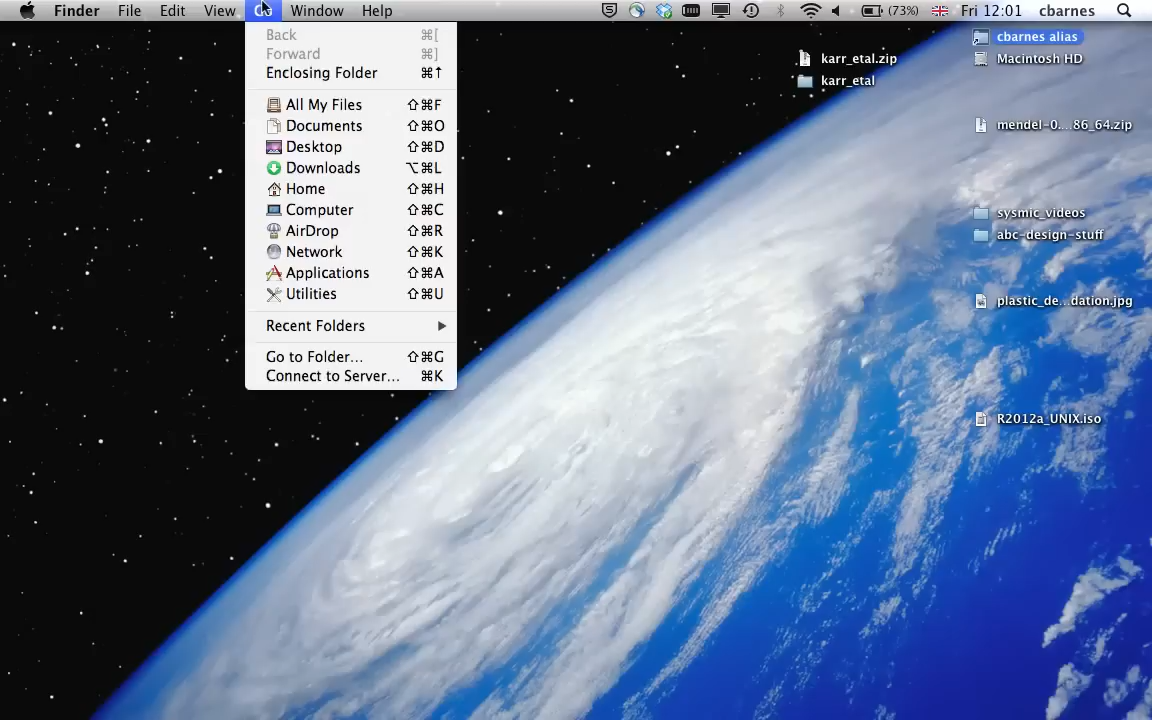 Finder File Edit View Window Help (73%) Fri 12:01 cbarnes
Back ⌘[
Forward ⌘]
Enclosing Folder ⌘↑
All My Files ⇧⌘F
Documents ⇧⌘O
Desktop ⇧⌘D
Downloads ⌥⌘L
Home ⇧⌘H
Computer ⇧⌘C
AirDrop ⇧⌘R
Network ⇧⌘K
Applications ⇧⌘A
Utilities ⇧⌘U
Recent Folders
Go to Folder... ⇧⌘G
Connect to Server... ⌘K
karr_etal.zip
karr_etal
cbarnes alias
Macintosh HD
mendel-0....86_64.zip
sysmic_videos
abc-design-stuff
plastic_de...dation.jpg
R2012a_UNIX.iso